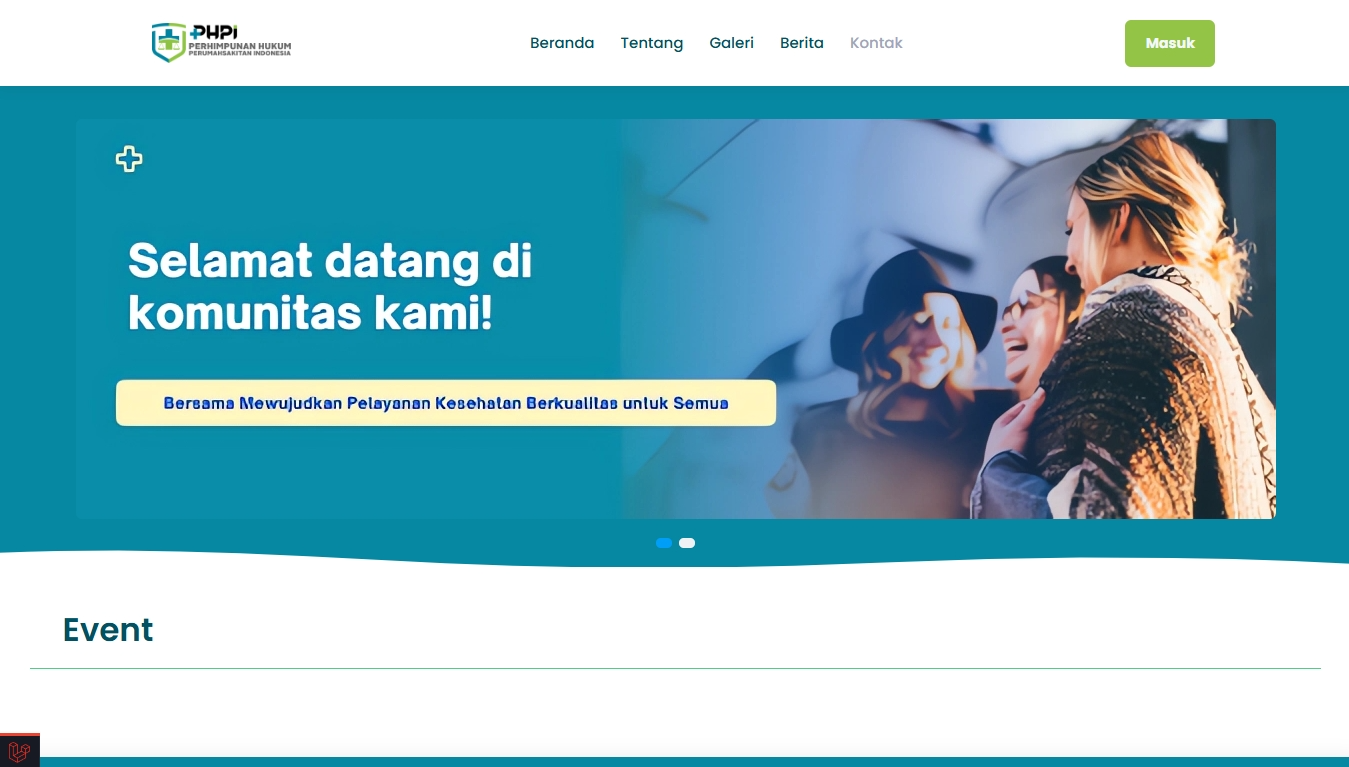 PHPi
PERHIMPUNAN HUKUM
PERUMAHSAKITAN INDONESIA
Beranda Tentang Galeri Berita Kontak
Masuk
Selamat datang di
komunitas kami!
Bersama Mewujudkan Pelayanan Kesehatan Berkualitas untuk Semua
Event